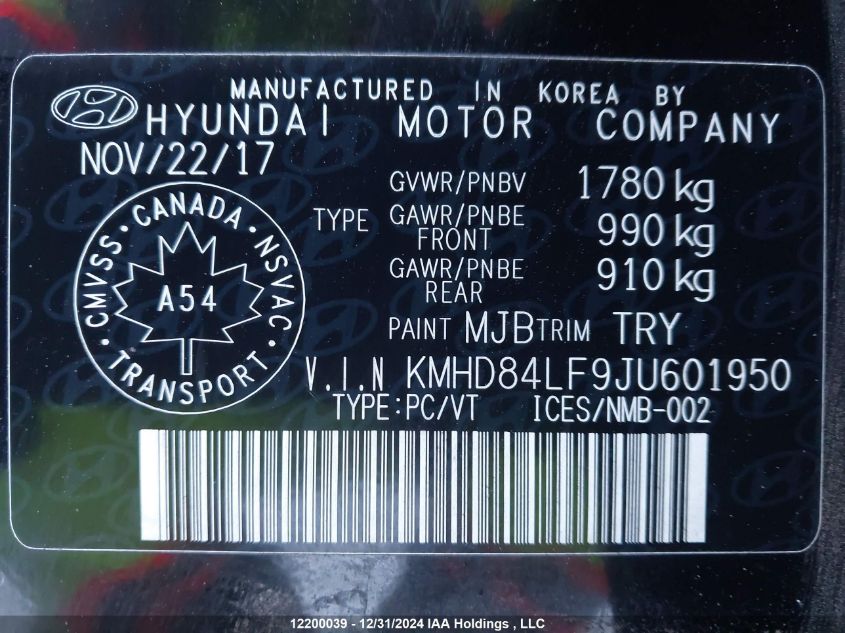 MANUFACTURED IN KOREA BY
HYUNDAI MOTOR COMPANY
NOV/22/17
GVWR/PNBV 1780 kg
TYPE GAWR/PNBE FRONT 990 kg
GAWR/PNBE REAR 910 kg
CMVSS · CANADA · NSVAC · TRANSPORT ·
A54
PAINT MJB TRIM TRY
V.I.N KMHD84LF9JU601950
TYPE:PC/VT ICES/NMB-002
12200039 - 12/31/2024 IAA Holdings , LLC